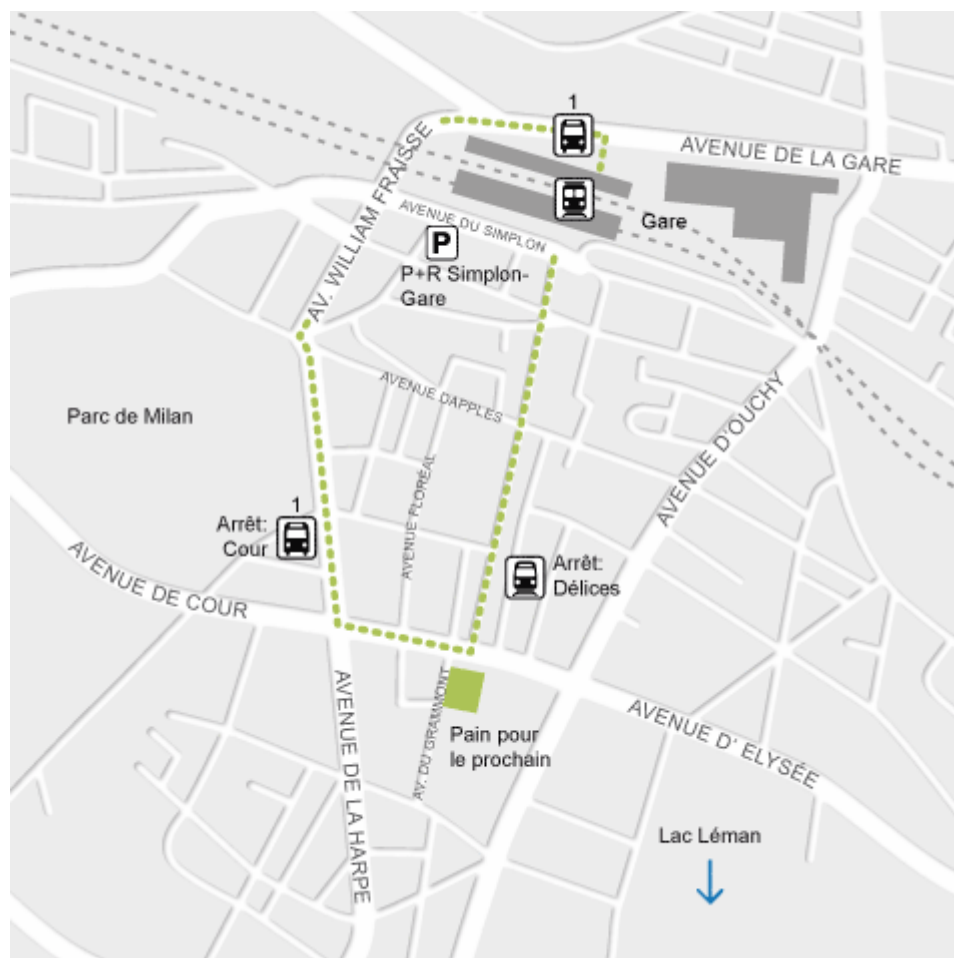 1
AVENUE DE LA GARE
AV. WILLIAM FRAISSE
AVENUE DU SIMPLON
Gare
P
P+R Simplon-
Gare
AVENUE DAPPLES
AVENUE D'OUCHY
Parc de Milan
AVENUE FLORÉAL
1
Arrêt:
Cour
Arrêt:
Délices
AVENUE DE COUR
AVENUE DE LA HARPE
AV. DU GRAMMONT
Pain pour
le prochain
AVENUE D' ELYSÉE
Lac Léman